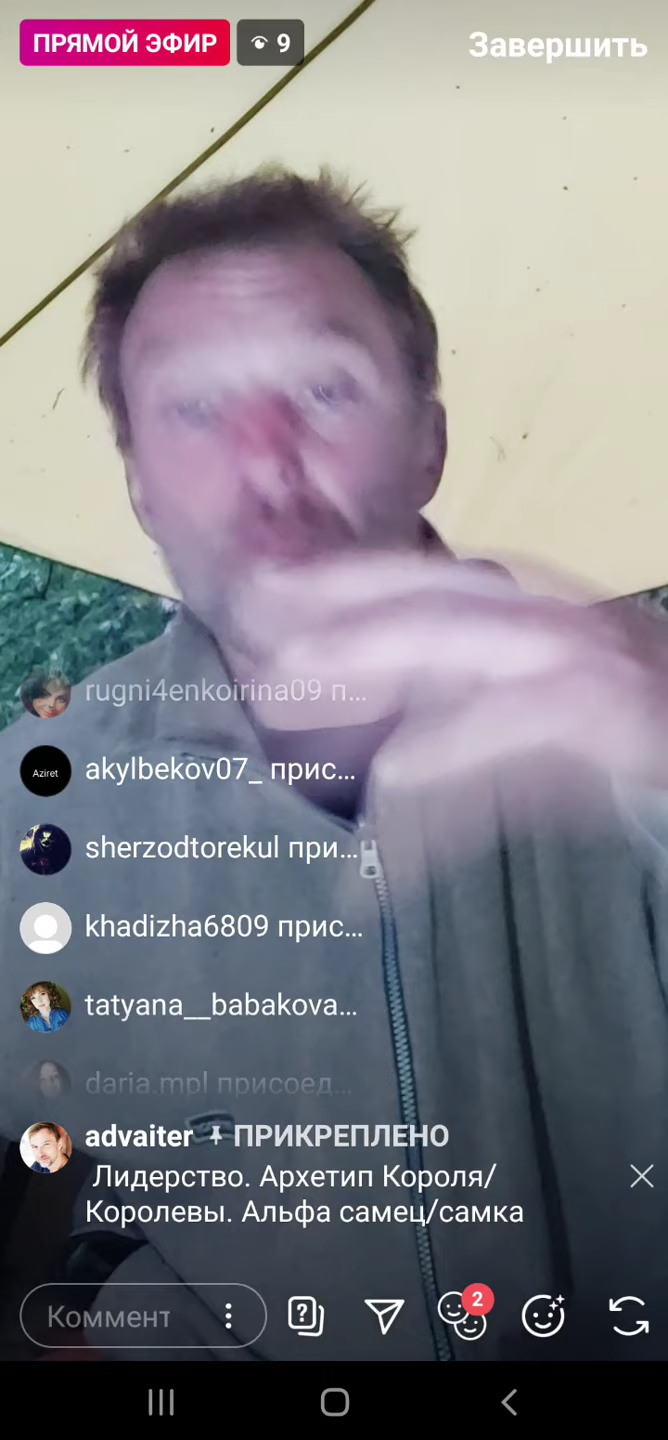 ПРЯМОЙ ЭФИР 9 Завершить
rugni4enkoirina09 п...
Aziret akylbekov07_ прис...
sherzodtorekul при...
khadizha6809 прис...
tatyana__babakova...
daria.mpl присоед...
advaiter ПРИКРЕПЛЕНО
Лидерство. Архетип Короля/
Королевы. Альфа самец/самка
Коммент 2